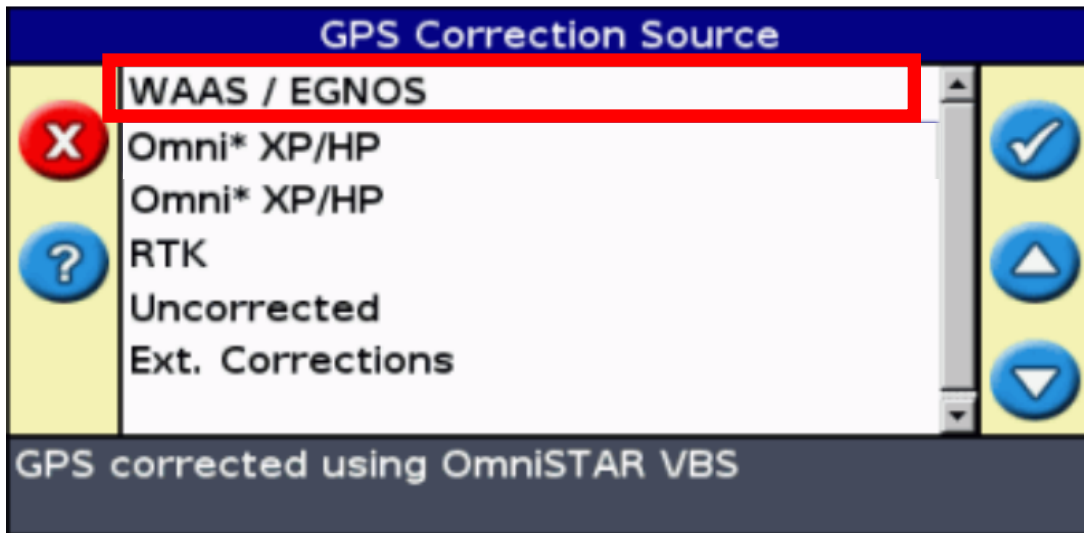 GPS Correction Source
WAAS / EGNOS
Omni* XP/HP
Omni* XP/HP
RTK
Uncorrected
Ext. Corrections
X
?
GPS corrected using OmniSTAR VBS